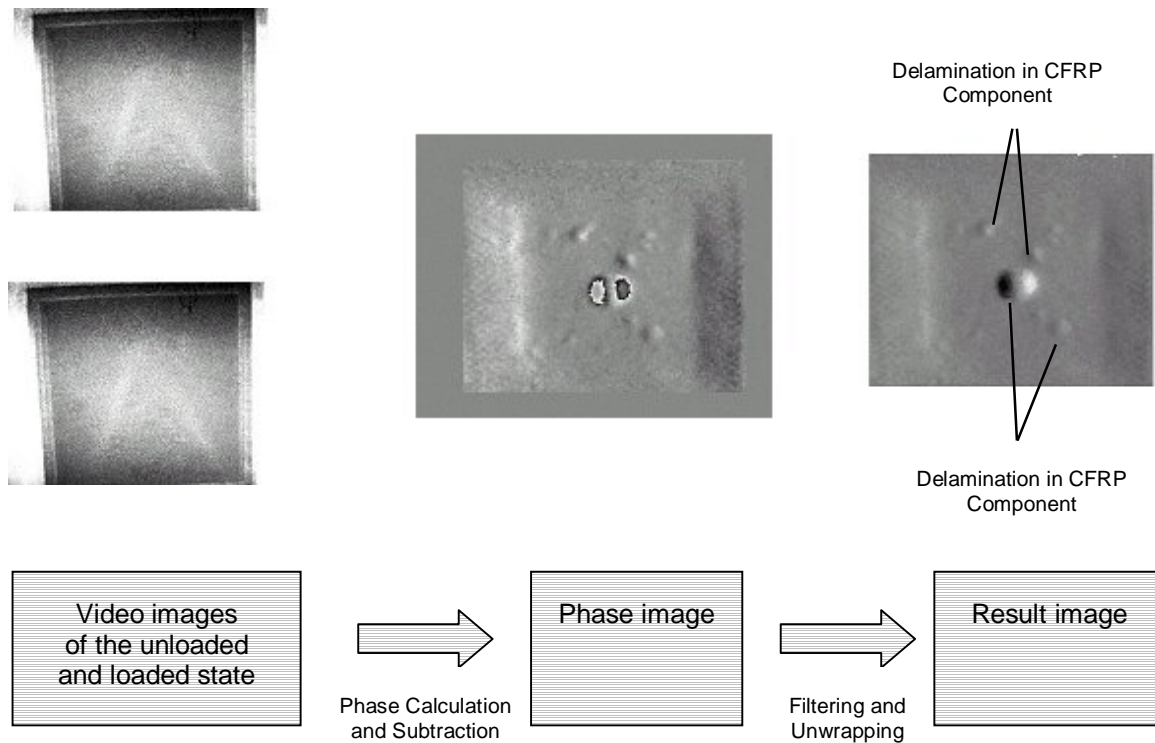 Delamination in CFRP
Component
Delamination in CFRP
Component
Video images
of the unloaded
and loaded state
Phase Calculation
and Subtraction
Phase image
Filtering and
Unwrapping
Result image